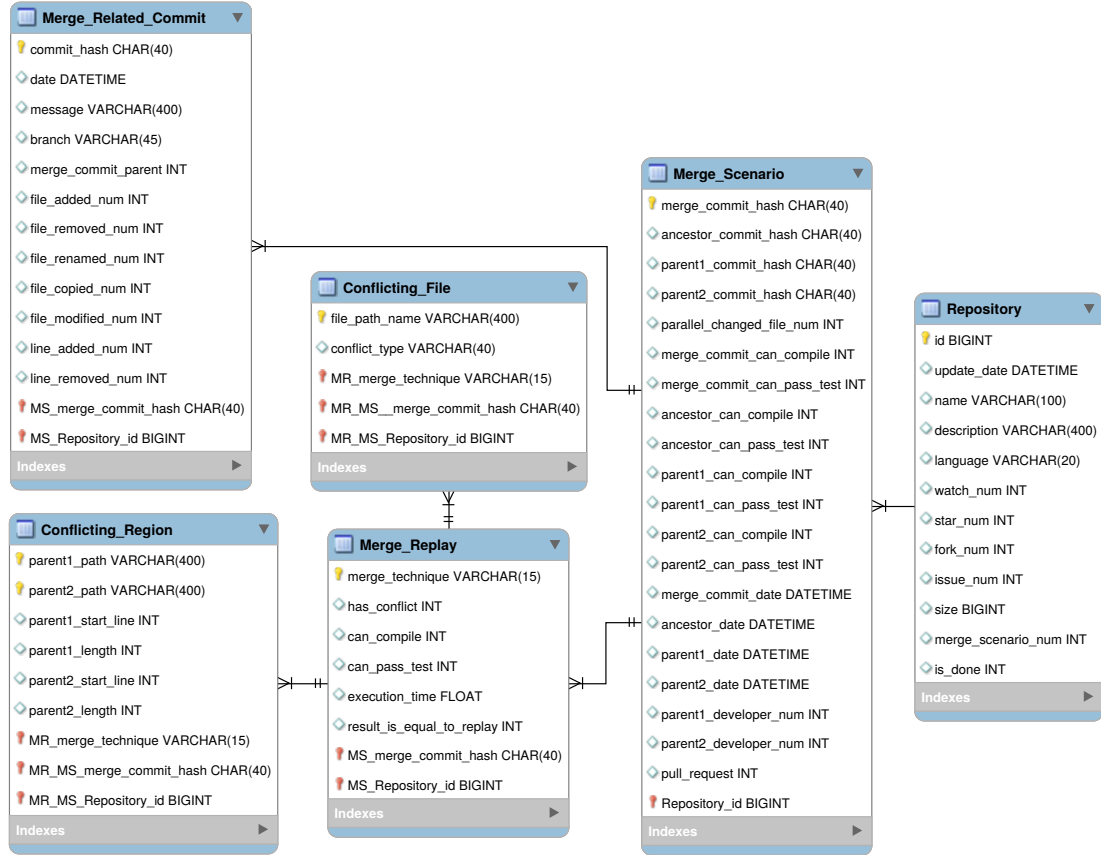 Merge_Related_Commit
commit_hash CHAR(40)
date DATETIME
message VARCHAR(400)
branch VARCHAR(45)
merge_commit_parent INT
file_added_num INT
file_removed_num INT
file_renamed_num INT
file_copied_num INT
file_modified_num INT
line_added_num INT
line_removed_num INT
MS_merge_commit_hash CHAR(40)
MS_Repository_id BIGINT
Indexes
Conflicting_File
file_path_name VARCHAR(400)
conflict_type VARCHAR(40)
MR_merge_technique VARCHAR(15)
MR_MS__merge_commit_hash CHAR(40)
MR_MS_Repository_id BIGINT
Indexes
Conflicting_Region
parent1_path VARCHAR(400)
parent2_path VARCHAR(400)
parent1_start_line INT
parent1_length INT
parent2_start_line INT
parent2_length INT
MR_merge_technique VARCHAR(15)
MR_MS_merge_commit_hash CHAR(40)
MR_MS_Repository_id BIGINT
Indexes
Merge_Replay
merge_technique VARCHAR(15)
has_conflict INT
can_compile INT
can_pass_test INT
execution_time FLOAT
result_is_equal_to_replay INT
MS_merge_commit_hash CHAR(40)
MS_Repository_id BIGINT
Indexes
Merge_Scenario
merge_commit_hash CHAR(40)
ancestor_commit_hash CHAR(40)
parent1_commit_hash CHAR(40)
parent2_commit_hash CHAR(40)
parallel_changed_file_num INT
merge_commit_can_compile INT
merge_commit_can_pass_test INT
ancestor_can_compile INT
ancestor_can_pass_test INT
parent1_can_compile INT
parent1_can_pass_test INT
parent2_can_compile INT
parent2_can_pass_test INT
merge_commit_date DATETIME
ancestor_date DATETIME
parent1_date DATETIME
parent2_date DATETIME
parent1_developer_num INT
parent2_developer_num INT
pull_request INT
Repository_id BIGINT
Indexes
Repository
id BIGINT
update_date DATETIME
name VARCHAR(100)
description VARCHAR(400)
language VARCHAR(20)
watch_num INT
star_num INT
fork_num INT
issue_num INT
size BIGINT
merge_scenario_num INT
is_done INT
Indexes